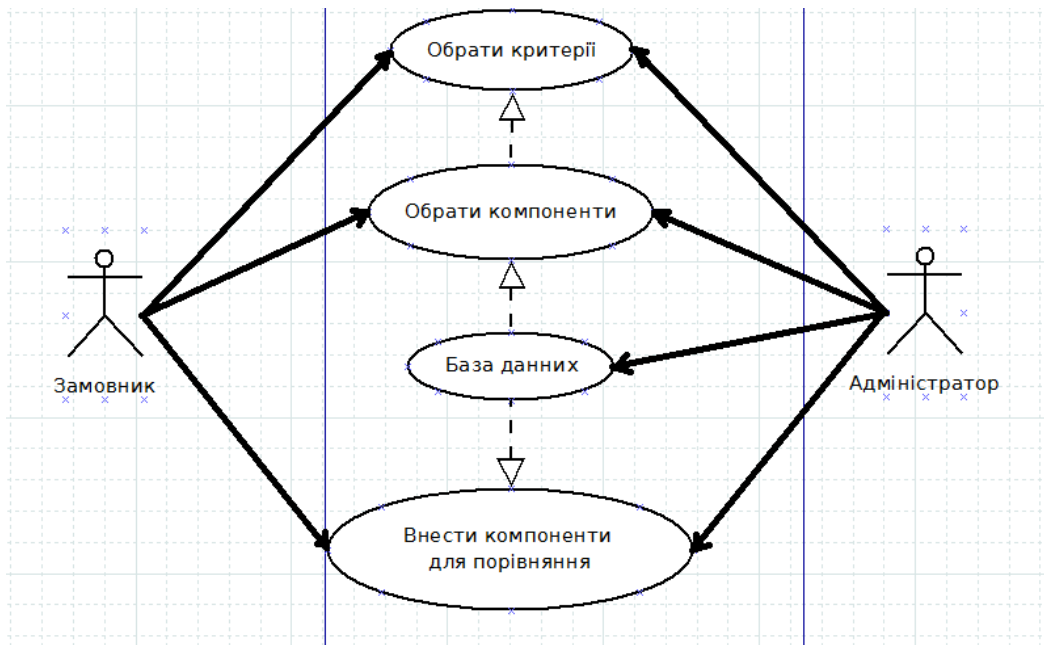 Обрати критерії
Обрати компоненти
База данних
Замовник
Адміністратор
Внести компоненти
для порівняння